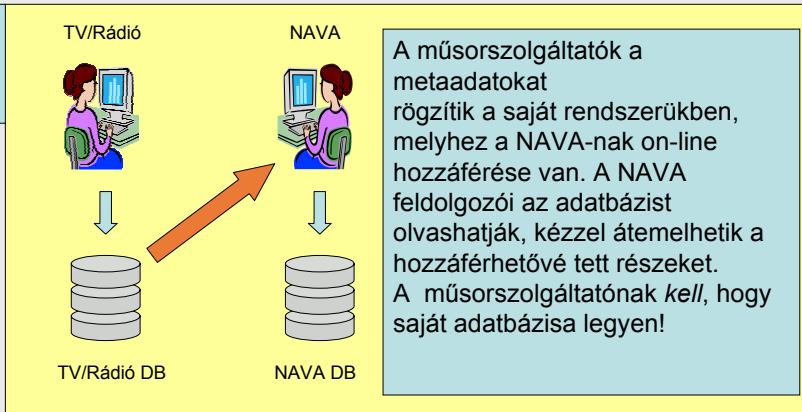 TV/Rádió
NAVA
A műsorszolgáltatók a
metaadatokat
rögzítik a saját rendszerükben,
melyhez a NAVA-nak on-line
hozzáférése van. A NAVA
feldolgozói az adatbázist
olvashatják, kézzel átemelhetik a
hozzáférhetővé tett részeket.
A műsorszolgáltatónak kell, hogy
saját adatbázisa legyen!
TV/Rádió DB
NAVA DB